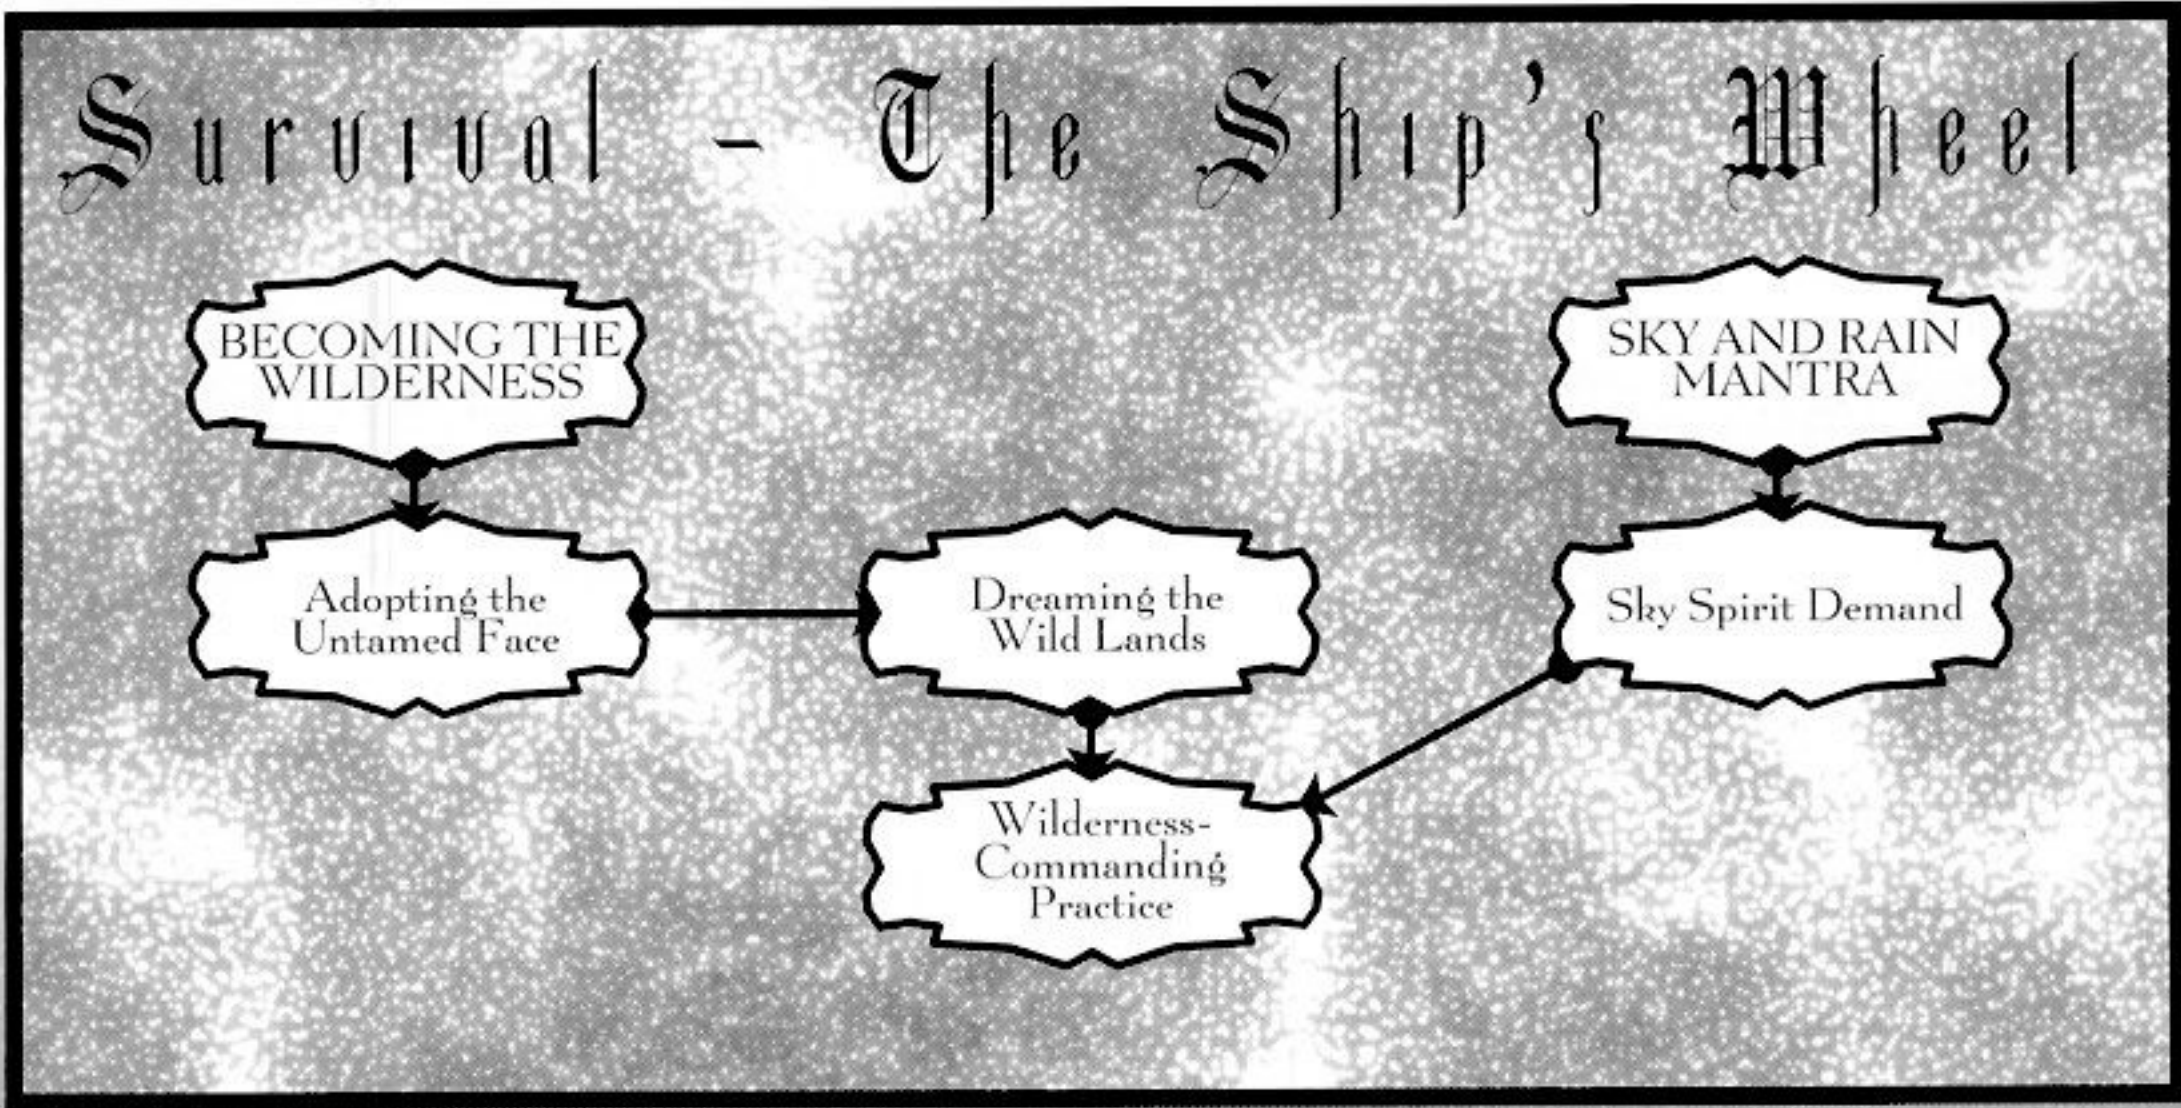 Survival - The Ship's Wheel
BECOMING THE
WILDERNESS
SKY AND RAIN
MANTRA
Adopting the
Untamed Face
Dreaming the
Wild Lands
Sky Spirit Demand
Wilderness-
Commanding
Practice